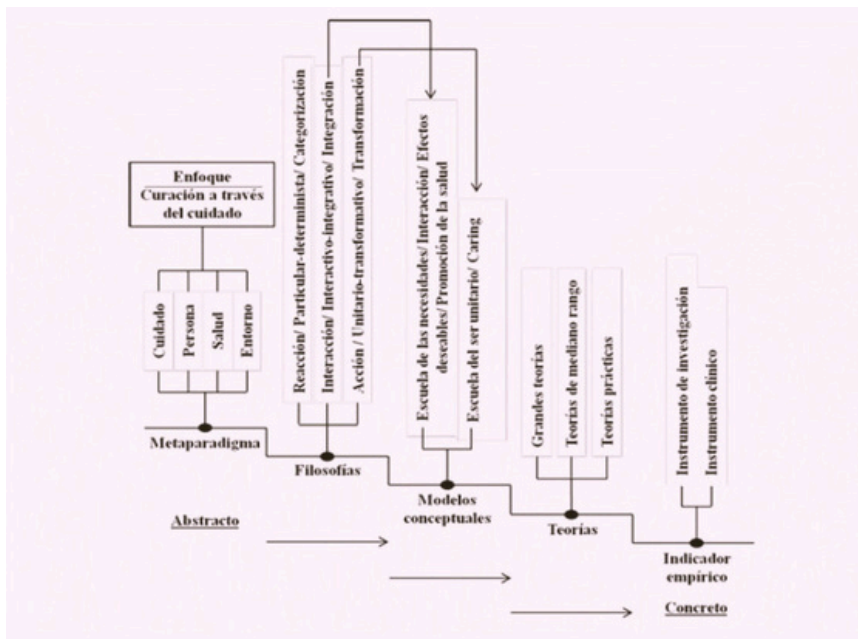 Enfoque
Curación a través
del cuidado
Cuidado
Persona
Salud
Entorno
Metaparadigma
Reacción/ Particular-determinista/ Categorización
Interacción/ Interactivo-integrativo/ Integración
Acción / Unitario-transformativo/ Transformación
Filosofías
Escuela de las necesidades/ Interacción/ Efectos
deseables/ Promoción de la salud
Escuela del ser unitario/ Caring
Modelos
conceptuales
Grandes teorías
Teorías de mediano rango
Teorías prácticas
Teorías
Instrumento de investigación
Instrumento clínico
Indicador
empírico
Abstracto
Concreto